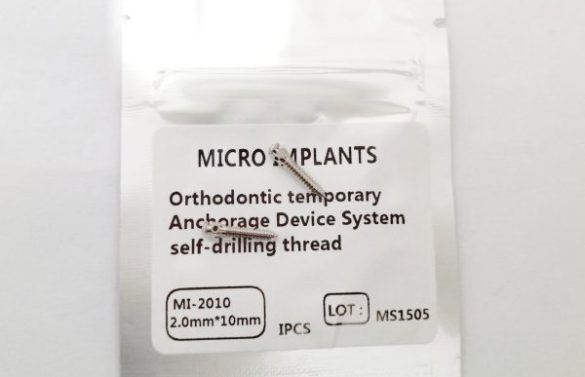 MICRO IMPLANTS
Orthodontic temporary
Anchorage Device System
self-drilling thread
MI-2010
2.0mm*10mm
IPCS
LOT :
MS1505